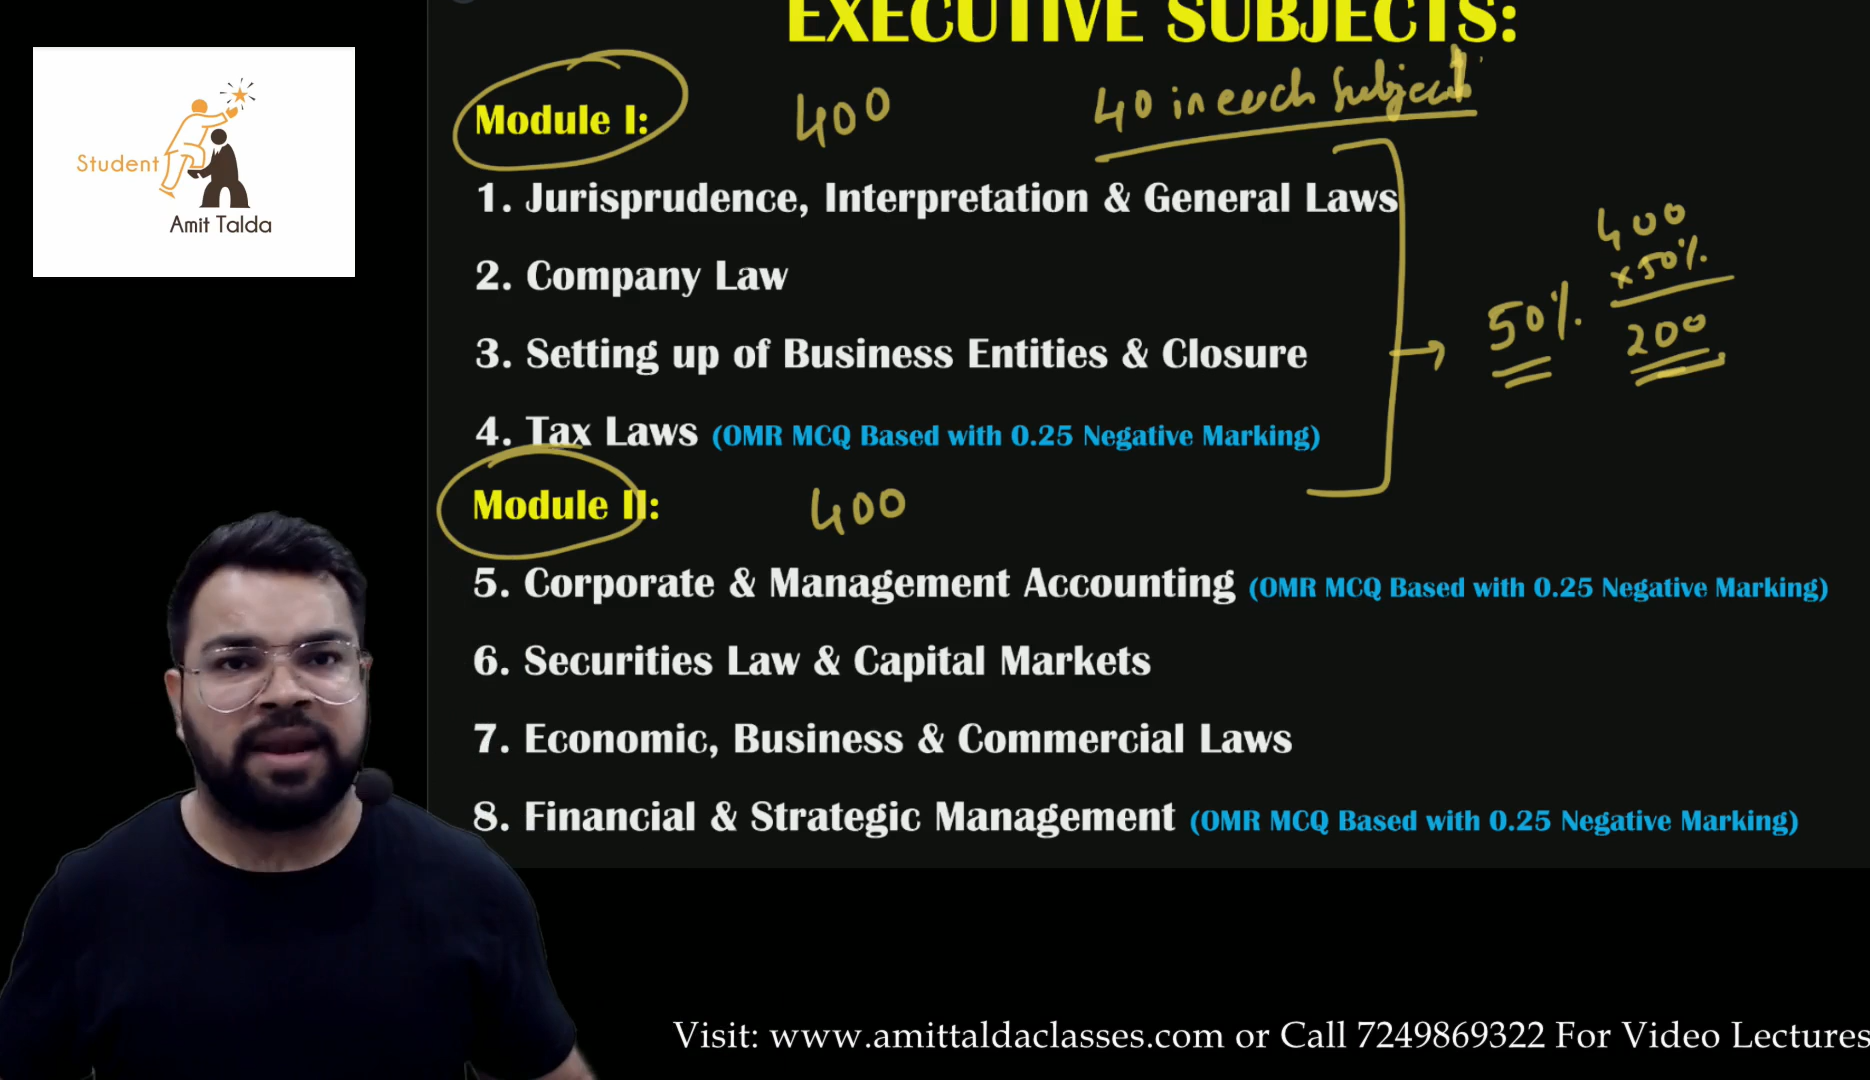 EXECUTIVE SUBJECTS:
Student
Amit Talda
Module I: 400 40 in each Subject
1. Jurisprudence, Interpretation & General Laws
2. Company Law
3. Setting up of Business Entities & Closure
4. Tax Laws (OMR MCQ Based with 0.25 Negative Marking)
50%
400
x 50%
200
Module II: 400
5. Corporate & Management Accounting (OMR MCQ Based with 0.25 Negative Marking)
6. Securities Law & Capital Markets
7. Economic, Business & Commercial Laws
8. Financial & Strategic Management (OMR MCQ Based with 0.25 Negative Marking)
Visit: www.amittaldaclasses.com or Call 7249869322 For Video Lectures